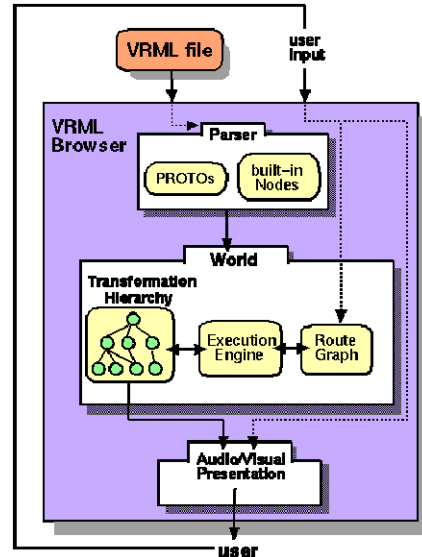 VRML file
user
input
VRML
Browser
Parser
PROTOs
built-in
Nodes
World
Transformation
Hierarchy
Execution
Engine
Route
Graph
Audio/Visual
Presentation
user